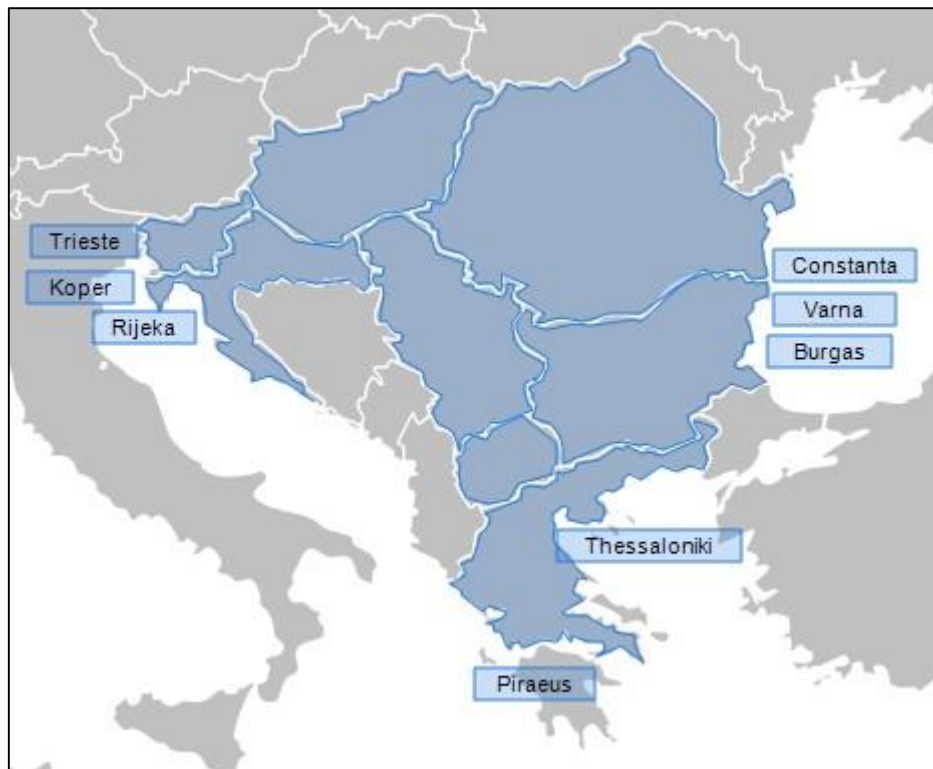 Trieste
Koper
Rijeka
Constanta
Varna
Burgas
Thessaloniki
Piraeus